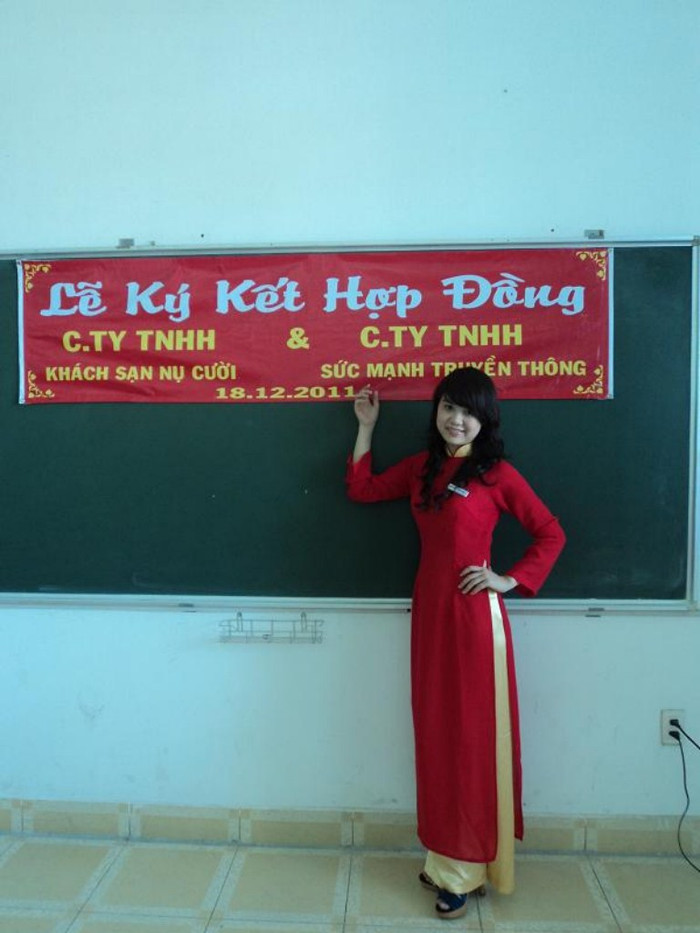 Lễ Ký Kết Hợp Đồng
C.TY TNHH & C.TY TNHH
KHÁCH SẠN NỤ CƯỜI SỨC MẠNH TRUYỀN THÔNG
18.12.2011